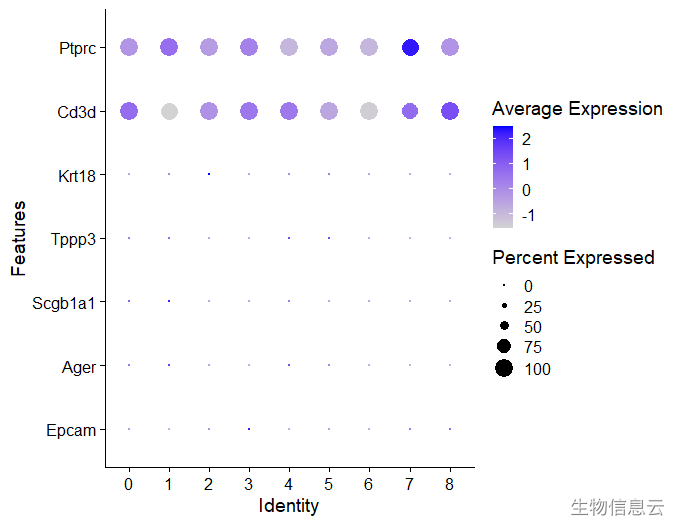 Ptprc
Cd3d
Krt18
Tppp3
Scgb1a1
Ager
Epcam
Features
0 1 2 3 4 5 6 7 8
Identity
Average Expression
2
1
0
-1
Percent Expressed
0
25
50
75
100
生物信息云